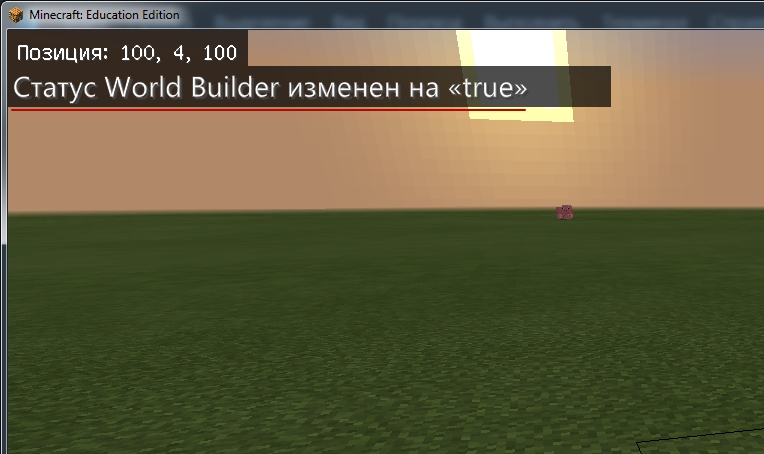 Minecraft: Education Edition
Позиция: 100, 4, 100
Статус World Builder изменен на «true»